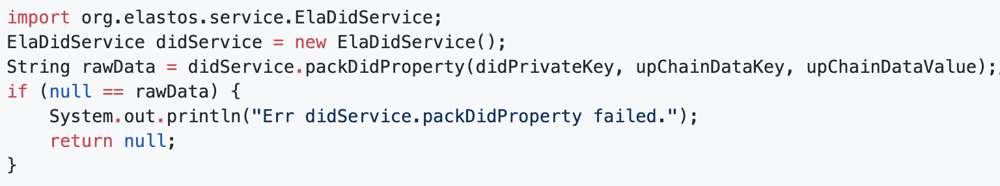 import org.elastos.service.ElaDidService;
ElaDidService didService = new ElaDidService();
String rawData = didService.packDidProperty(didPrivateKey, upChainDataKey, upChainDataValue);;
if (null == rawData) {
    System.out.println("Err didService.packDidProperty failed.");
    return null;
}